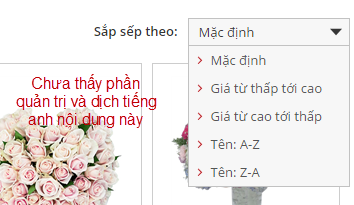 Sắp sếp theo:
Mặc định
Mặc định
Giá từ thấp tới cao
Giá từ cao tới thấp
Tên: A-Z
Tên: Z-A
Chưa thấy phần
quản trị và dịch tiếng
anh nội dung này